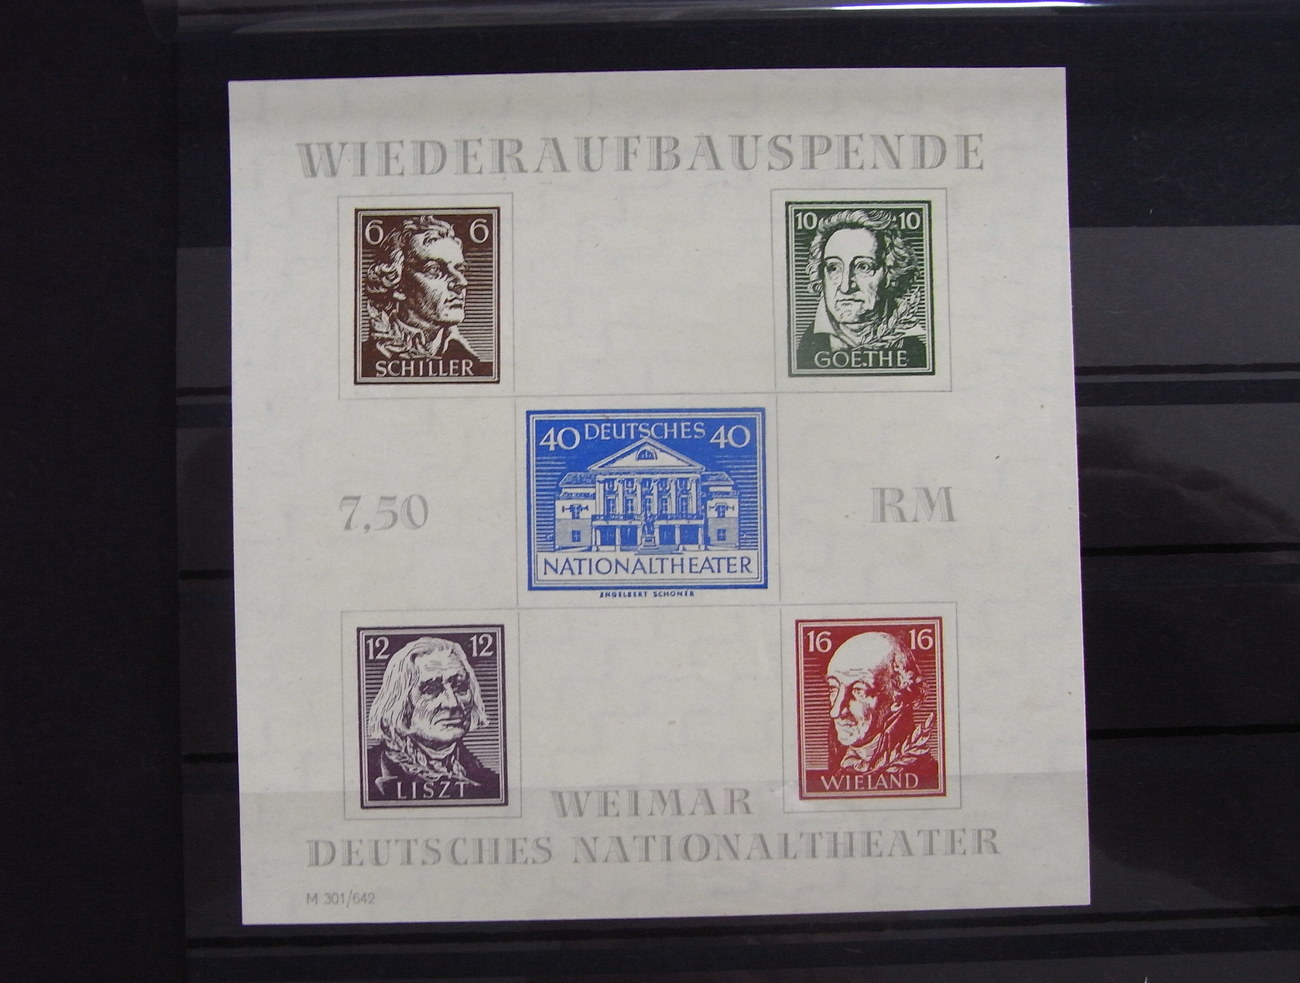 WIEDERAUFBAUSPENDE
6 6
SCHILLER
10 10
GOETHE
7,50
40 DEUTSCHES 40
NATIONALTHEATER
ENGELBERT SCHONER
RM
12 12
LISZT
16 16
WIELAND
WEIMAR
DEUTSCHES NATIONALTHEATER
M 301/642